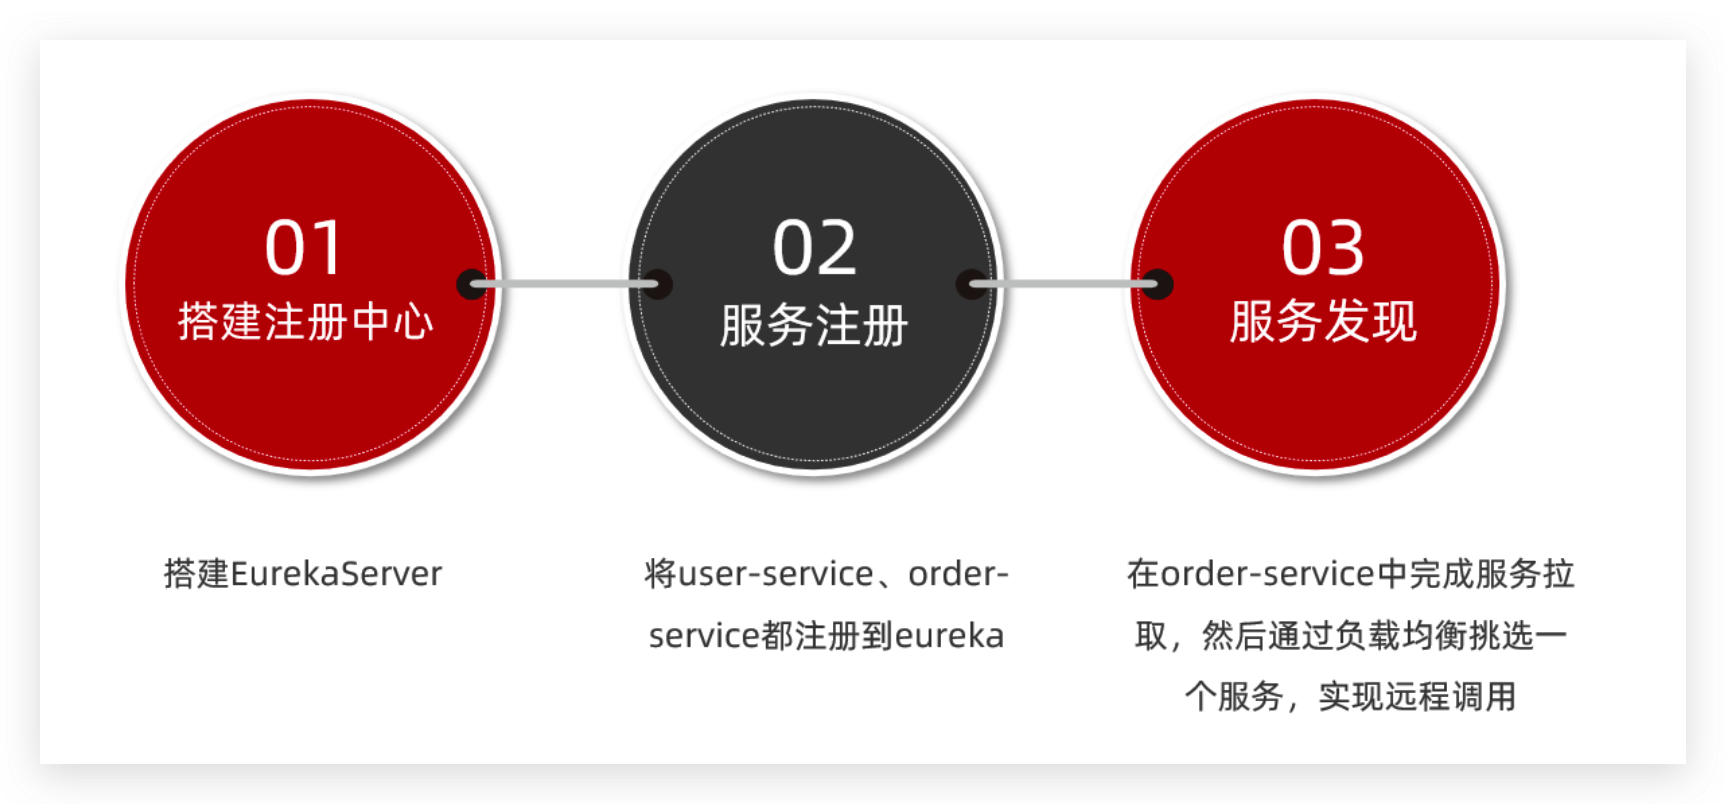 01
搭建注册中心
02
服务注册
03
服务发现
搭建EurekaServer
将user-service、order-
service都注册到eureka
在order-service中完成服务拉
取，然后通过负载均衡挑选一
个服务，实现远程调用